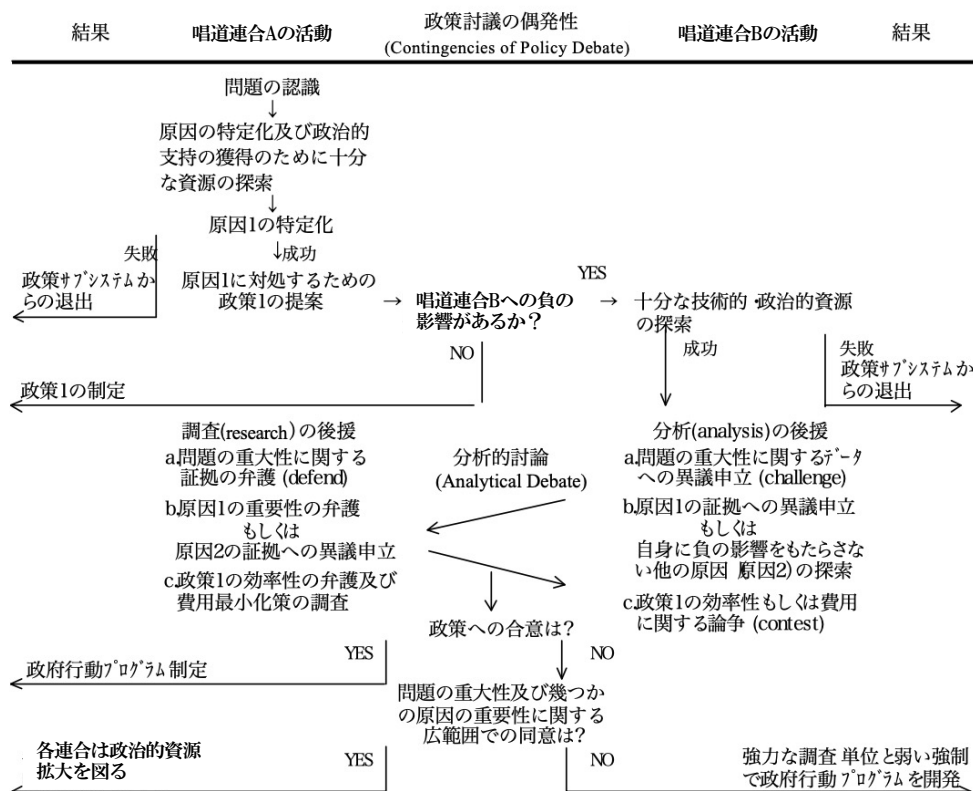 結果
唱道連合Aの活動
政策討議の偶発性
(Contingencies of Policy Debate)
唱道連合Bの活動
結果
問題の認識
↓
原因の特定化及び政治的
支持の獲得のために十分
な資源の探索
↓
原因1の特定化
↓成功
失敗
政策サブシステムか
らの退出
原因1に対処するための
政策1の提案
→
唱道連合Bへの負の
影響があるか?
YES
→
十分な技術的・政治的資源
の探索
成功
失敗
政策サブシステムか
らの退出
NO
政策1の制定
調査(research)の後援
a.問題の重大性に関する
証拠の弁護 (defend)
b.原因1の重要性の弁護
もしくは
原因2の証拠への異議申立
c.政策1の効率性の弁護及び
費用最小化策の調査
分析的討論
(Analytical Debate)
分析(analysis)の後援
a.問題の重大性に関するデータ
への異議申立 (challenge)
b.原因1の証拠への異議申立
もしくは
自身に負の影響をもたらさな
い他の原因 (原因2)の探索
c.政策1の効率性もしくは費用
に関する論争 (contest)
政策への合意は?
YES
NO
政府行動プログラム制定
問題の重大性及び幾つか
の原因の重要性に関する
広範囲での同意は?
各連合は政治的資源
拡大を図る
YES
NO
強力な調査 単位と弱い強制
で政府行動 プログラムを開発